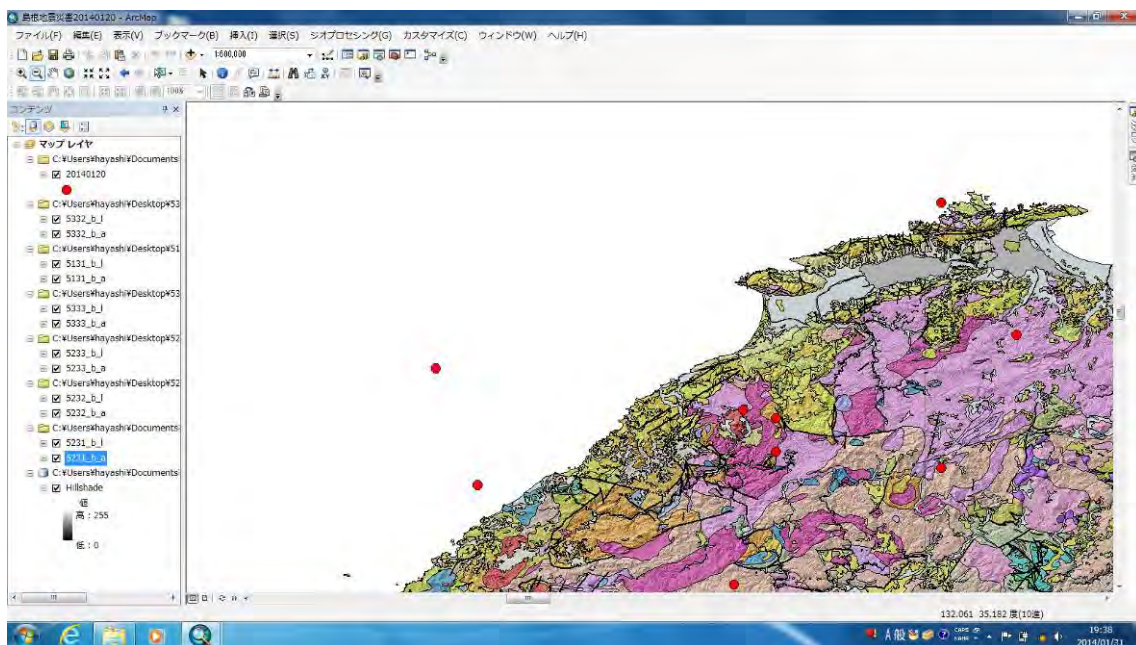 島根地震災害20140120 - ArcMap
ファイル(F) 編集(E) 表示(V) ブックマーク(B) 挿入(I) 選択(S) ジオプロセシング(G) カスタマイズ(C) ウィンドウ(W) ヘルプ(H)
1:600,000
100%
コンテンツ
マップ レイヤ
C:¥Users¥hayashi¥Documents
20140120
C:¥Users¥hayashi¥Desktop¥53
5332_b_l
5332_b_a
C:¥Users¥hayashi¥Desktop¥51
5131_b_l
5131_b_a
C:¥Users¥hayashi¥Desktop¥53
5333_b_l
5333_b_a
C:¥Users¥hayashi¥Desktop¥52
5233_b_l
5233_b_a
C:¥Users¥hayashi¥Desktop¥52
5232_b_l
5232_b_a
C:¥Users¥hayashi¥Documents
5231_b_l
5231_b_a
C:¥Users¥hayashi¥Documents
Hillshade
値
高 : 255
低 : 0
132.061 35.182 度(10進)
A 般
CAPS
KANA
19:38
2014/01/31